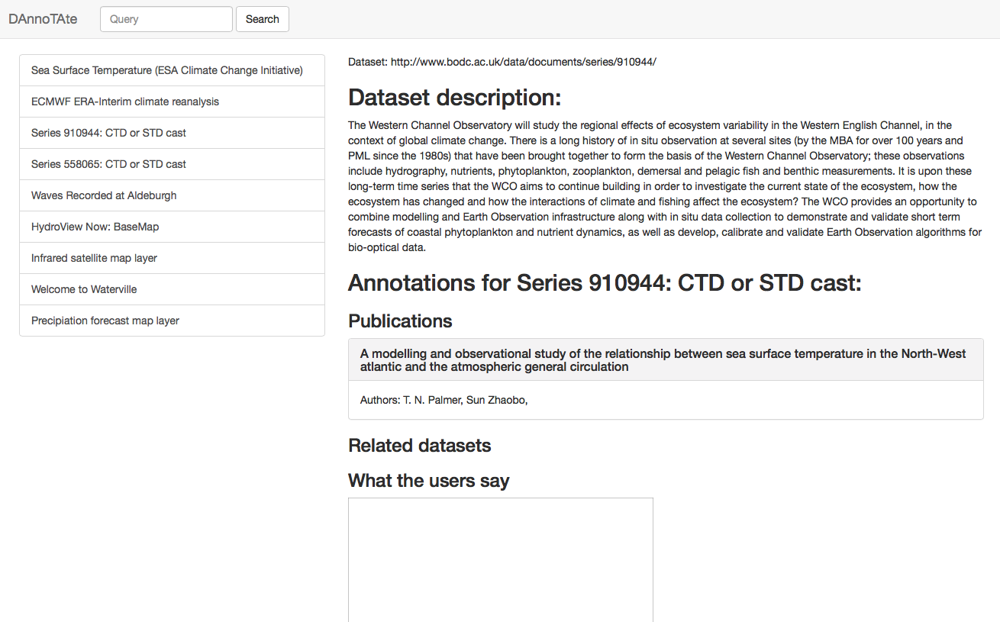 DAnnoTAte
Query
Search
Sea Surface Temperature (ESA Climate Change Initiative)
ECMWF ERA-Interim climate reanalysis
Series 910944: CTD or STD cast
Series 558065: CTD or STD cast
Waves Recorded at Aldeburgh
HydroView Now: BaseMap
Infrared satellite map layer
Welcome to Waterville
Precipiation forecast map layer
Dataset: http://www.bodc.ac.uk/data/documents/series/910944/
Dataset description:
The Western Channel Observatory will study the regional effects of ecosystem variability in the Western English Channel, in the
context of global climate change. There is a long history of in situ observation at several sites (by the MBA for over 100 years and
PML since the 1980s) that have been brought together to form the basis of the Western Channel Observatory; these observations
include hydrography, nutrients, phytoplankton, zooplankton, demersal and pelagic fish and benthic measurements. It is upon these
long-term time series that the WCO aims to continue building in order to investigate the current state of the ecosystem, how the
ecosystem has changed and how the interactions of climate and fishing affect the ecosystem? The WCO provides an opportunity to
combine modelling and Earth Observation infrastructure along with in situ data collection to demonstrate and validate short term
forecasts of coastal phytoplankton and nutrient dynamics, as well as develop, calibrate and validate Earth Observation algorithms for
bio-optical data.
Annotations for Series 910944: CTD or STD cast:
Publications
A modelling and observational study of the relationship between sea surface temperature in the North-West
atlantic and the atmospheric general circulation
Authors: T. N. Palmer, Sun Zhaobo,
Related datasets
What the users say